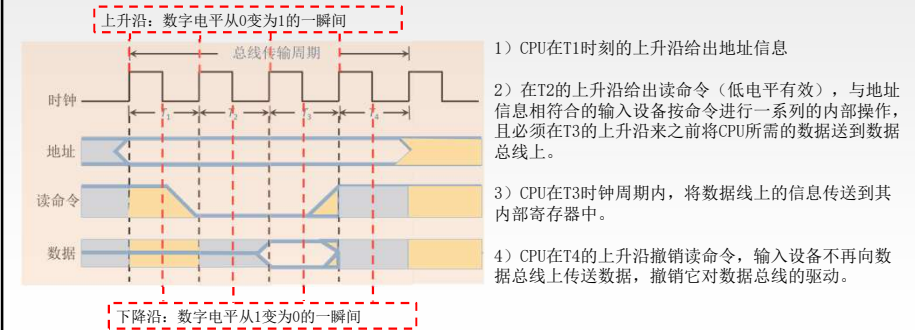 上升沿：数字电平从0变为1的一瞬间
总线传输周期
时钟
T1
T2
T3
T4
地址
读命令
数据
下降沿：数字电平从1变为0的一瞬间
1）CPU在T1时刻的上升沿给出地址信息
2）在T2的上升沿给出读命令（低电平有效），与地址
信息相符合的输入设备按命令进行一系列的内部操作，
且必须在T3的上升沿来之前将CPU所需的数据送到数据
总线上。
3）CPU在T3时钟周期内，将数据线上的信息传送到其
内部寄存器中。
4）CPU在T4的上升沿撤销读命令，输入设备不再向数
据总线上传送数据，撤销它对数据总线的驱动。